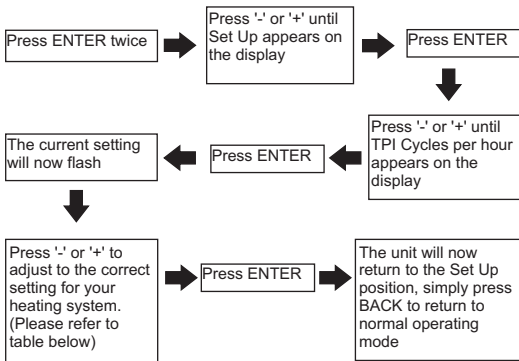 Press ENTER twice
Press '-' or '+' until
Set Up appears on
the display
Press ENTER
Press '-' or '+' until
TPI Cycles per hour
appears on the
display
Press ENTER
The current setting
will now flash
Press '-' or '+' to
adjust to the correct
setting for your
heating system.
(Please refer to
table below)
Press ENTER
The unit will now
return to the Set Up
position, simply press
BACK to return to
normal operating
mode